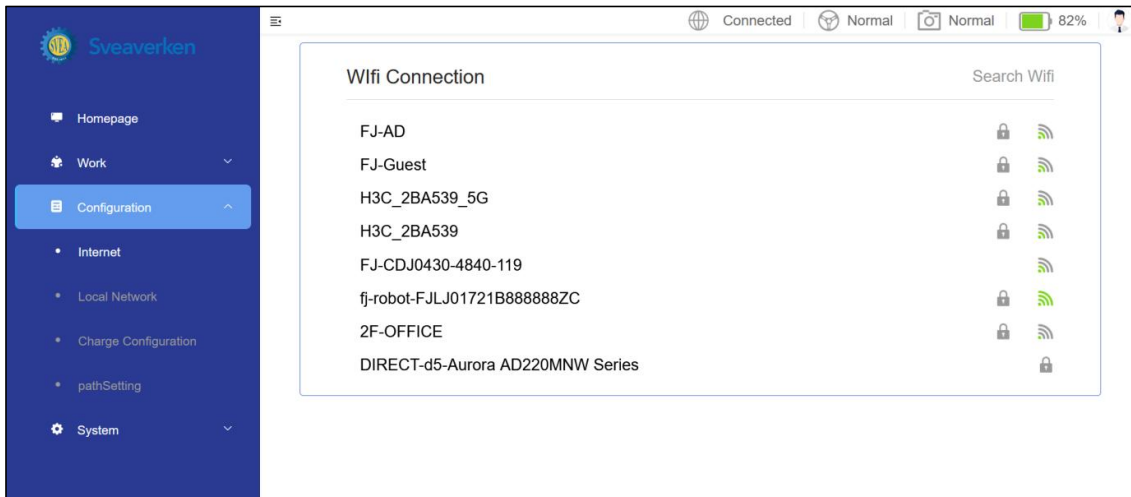 SVEA Sveaverken
Connected Normal Normal 82%
WIfi Connection Search Wifi
Homepage
Work
Configuration
Internet
Local Network
Charge Configuration
pathSetting
System
FJ-AD
FJ-Guest
H3C_2BA539_5G
H3C_2BA539
FJ-CDJ0430-4840-119
fj-robot-FJLJ01721B888888ZC
2F-OFFICE
DIRECT-d5-Aurora AD220MNW Series